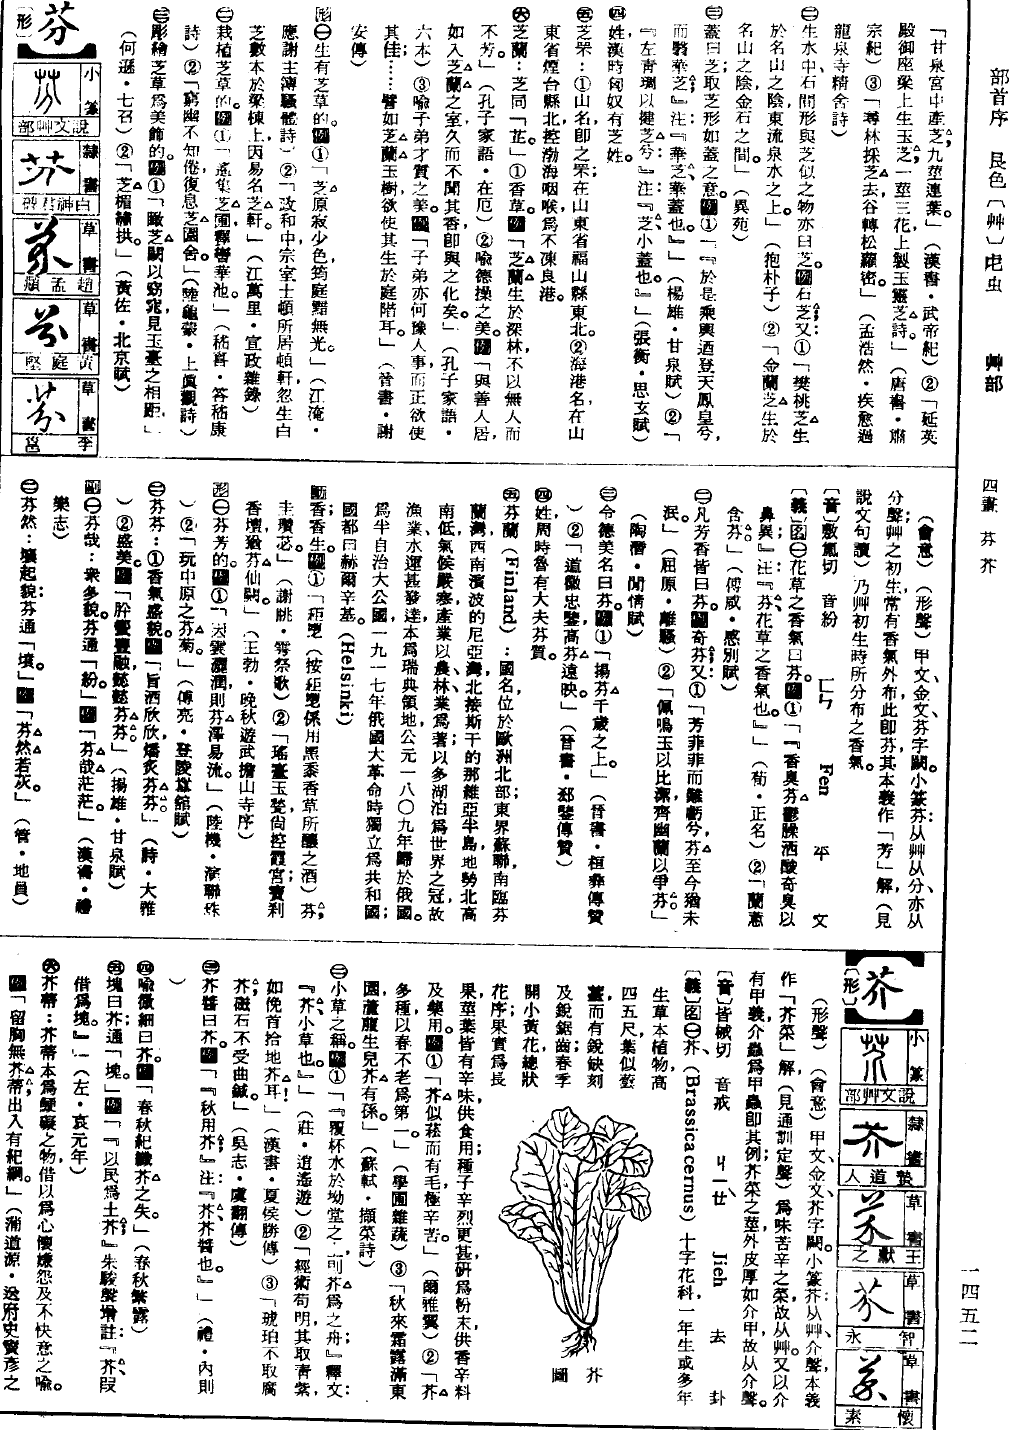 部首序　艮色〔艸〕虍虫　艸部　四畫　芬芥　一四五二
「甘泉宮中產芝九莖連葉。」（漢書・武帝紀）②「延英
殿御座梁上生玉芝，一莖三花，上製玉靈芝詩。」（唐書・肅
宗紀）③「尋林採芝去，谷轉松蘿密。」（孟浩然・疾愈過
龍泉寺精舍詩）
㊁生水中石間，形與芝似之物亦曰芝。例石芝；又①「樊桃芝生
於名山之陰，東流泉水之上。」（抱朴子）②「金蘭芝生於
名山之陰，金石之間。」（異苑）
㊂蓋曰芝，取芝形如蓋之意。例①「『於是乘輿迺登夫鳳皇兮，
而翳華芝』注：『華芝，華蓋也。』」（楊雄・甘泉賦）②「
『左青琱以揵芝兮』注：『芝，小蓋也。』」（張衡・思玄賦）
㊃姓，漢時匈奴有芝姓。
㊄芝罘：①山名，即之罘，在山東省福山縣東北。②海港名，在山
東省煙台縣北，控渤海咽喉，爲不凍良港。
㊅芝蘭：芝同「茝」①香草。例「芝蘭生於深林，不以無人而
不芳。」（孔子家語・在厄）②喻德操之美。例「與善人居，
如入芝蘭之室，久而不聞其香，即與之化矣。」（孔子家語・
六本）③喻子弟才質之美。例「子弟亦何豫人事，而正欲使
其佳……譬如芝蘭玉樹，欲使其生於庭階耳。」（晉書・謝
安傳）
形㊀生有芝草的。例①「芝原寂少色，筠庭黯無光。」（江淹・
應謝主簿騷體詩）②「政和中宗室士頓所居頓軒，忽生白
芝數本於梁棟上，因易名芝軒。」（江萬里・宣政雜錄）
㊁栽植芝草的。例①「遙集芝圃，釋轡華池。」（嵇喜・答嵇康
詩）②「窮幽不知倦，復息芝園舍。」（陸龜蒙・上眞觀詩）
㊂彫繪芝草爲美飾的。例①「瞰芝闕以窈窕，見玉臺之相距。」
（何遜・七召）②「芝楣繡拱。」（黃佐・北京賦）
【芬】
〔形〕
小篆　說文艸部
隸書　白神君碑
草書　趙孟頫
草書　黃庭堅
草書　李邕
（會意）（形聲）甲文、金文芬字闕。小篆芬：从艸从分、亦从
分聲，艸之初生，常有香氣外布，此即芬，其本義作「芳」解，（見
說文句讀）乃艸初生時所分布之香氣。
〔音〕敷氳切　音紛　ㄈㄣ　Fen　平　文
〔義〕名㊀花草之香氣曰芬。例①「『香臭芬鬱腥洒酸奇臭以
鼻異』注：『芬，花草之香氣也。』」（荀・正名）②「蘭蕙
含芬。」（傅咸・感別賦）
㊁凡芳香皆曰芬。例奇芬；又①「芳菲菲而難虧兮，芬至今猶未
沬。」（屈原・離騷）②「佩鳴玉以比潔，齊幽蘭以爭芬。」
（陶潛・閒情賦）
㊂令德美名曰芬。例①「揚芬千歲之上。」（晉書・桓彝傳贊
）②「道徽忠鑒，高芬遠映。」（晉書・郗鑒傳贊）
㊃姓，周時魯有大夫芬質。
㊄芬蘭（Finland）：國名，位於歐洲北部，東界蘇聯，南臨芬
蘭灣，西南濱波的尼亞灣，北接斯干的那維亞半島，地勢北高
南低，氣候嚴寒，產業以農、林業爲著；以多湖泊爲世界之冠，故
漁業、水運甚發達，本爲瑞典領地，公元一八〇九年歸於俄國。
爲半自治大公國，一九一七年俄國大革命時，獨立爲共和國；
國都曰赫爾辛基。（Helsinki）
香香生。例①「秬鬯（按秬鬯係用黑黍香草所釀之酒）芬；
圭瓚苾。」（謝朓・雩祭歌）②「瑤臺玉甃，尚控霞宮；寶刹
香壇，猶芬仙闕。」（王勃・晚秋遊武擔山寺序）
形㊀芬芳的。例①「因雲灑潤，則芬澤易流。」（陸機・演聯珠
）②「玩中原之芬菊。」（傅亮・登陵囂館賦）
㊁芬芬：①香氣盛貌。例「旨酒欣欣，燔炙芬芬。」（詩・大雅
）②盛美。例「肸蠁豐融，懿懿芬芬。」（揚雄・甘泉賦）
副㊀芬哉：衆多貌，芬通「紛」。例「芬哉茫茫。」（漢書・禮
樂志）
㊁芬然：壤起貌，芬通「墳」。例「芬然若灰。」（管・地員）
【芥】
〔形〕
小篆　說文艸部
隸書　蟄道人
草書　王獻之
草書　智永
草書　懷素
（形聲）（會意）甲文、金文芥字闕。小篆芥：从艸、介聲，本義
作「芥菜」解（見通訓定聲）爲味苦辛之菜，故从艸。又以介
有甲義，介蟲爲甲蟲即其例；芥菜之莖，外皮厚如介甲，故从介聲。
〔音〕皆械切　音戒　ㄐㄧㄝˋ　Jieh　去　卦
〔義〕名㊀芥、（Brassica cernus）十字花科，一年生或多年
生草本植物，高
四五尺，葉似蔓
菁而有銳缺刻
及銳鋸齒，春季
開小黃花，總狀
花序，果實爲長
芥圖
果，莖葉皆有辛味，供食用；種子辛烈更甚，研爲粉末，供香辛料
及藥用。例①「芥似菘而有毛，極辛苦。」（爾雅翼）②「芥
多種，以春不老爲第一。」（學圃雜蔬）③「秋來霜露滿東
園，蘆菔生兒芥有孫。」（蘇軾・擷菜詩）
㊁小草之稱。例①「『覆杯水於坳堂之上，則芥爲之舟』釋文：
『芥，小草也。』」（莊・逍遙遊）②「經術苟明，其取青紫，
如俛首拾地芥耳！」（漢書・夏侯勝傳）③「琥珀不取腐
芥，磁石不受曲鍼。」（吳志・虞翻傳）
㊂芥醬曰芥。例「『秋用芥』注：『芥，芥醬也。』」（禮・內則
）
㊃喻微細曰芥。例「春秋紀纖芥之失。」（春秋繁露）
㊄塊曰芥，通「塊」。例「『以民爲土芥』朱駿聲增註：『芥，叚
借爲塊。』」（左・哀元年）
㊅芥蒂：芥蒂本爲鯁礙之物，借以爲心懷嫌怨及不快意之喻。
例「留胸無芥蒂，出入有紀綱。」（蒲道源・送府史竇彥之